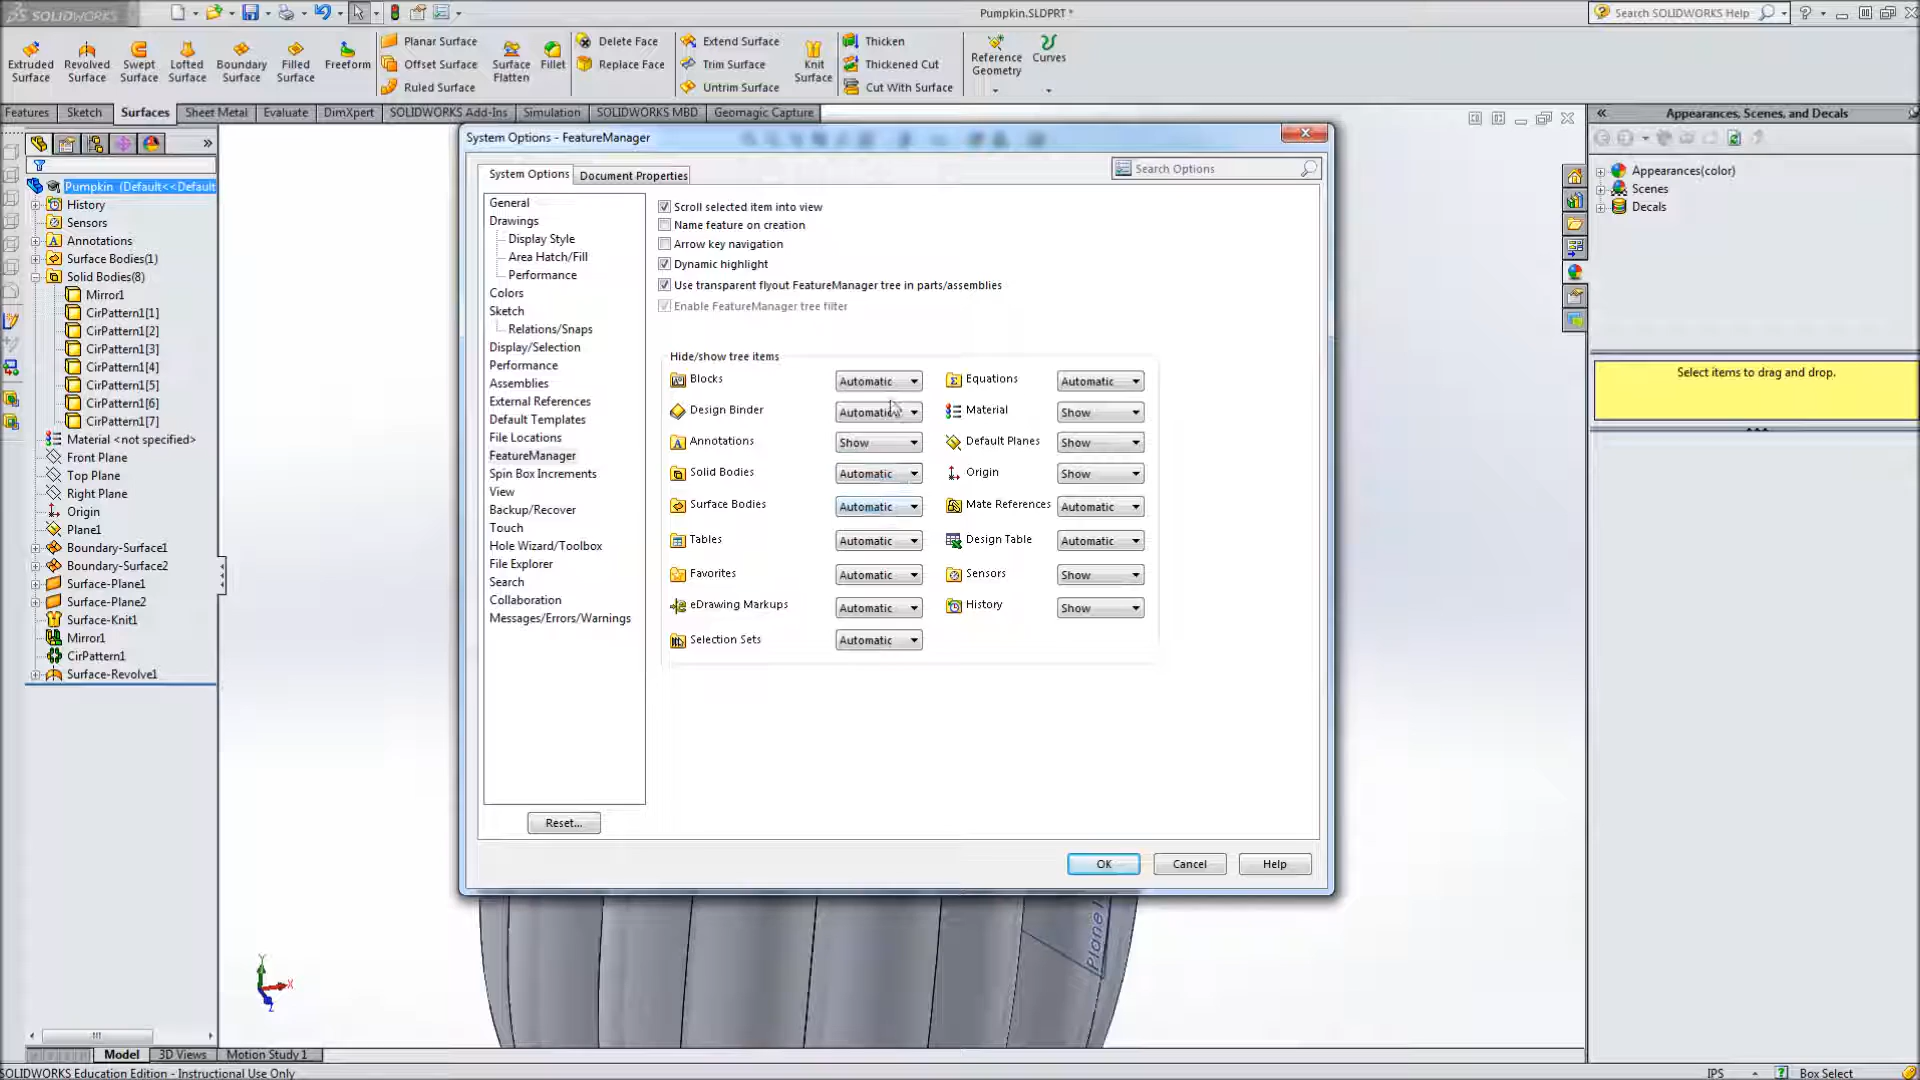 SOLIDWORKS
Pumpkin.SLDPRT *
Search SOLIDWORKS Help
Extruded Surface
Revolved Surface
Swept Surface
Lofted Surface
Boundary Surface
Filled Surface
Freeform
Planar Surface
Offset Surface
Ruled Surface
Surface Flatten
Fillet
Delete Face
Replace Face
Extend Surface
Trim Surface
Untrim Surface
Knit Surface
Thicken
Thickened Cut
Cut With Surface
Reference Geometry
Curves
Features
Sketch
Surfaces
Sheet Metal
Evaluate
DimXpert
SOLIDWORKS Add-Ins
Simulation
SOLIDWORKS MBD
Geomagic Capture
Pumpkin (Default<<Default
History
Sensors
Annotations
Surface Bodies(1)
Solid Bodies(8)
Mirror1
CirPattern1[1]
CirPattern1[2]
CirPattern1[3]
CirPattern1[4]
CirPattern1[5]
CirPattern1[6]
CirPattern1[7]
Material <not specified>
Front Plane
Top Plane
Right Plane
Origin
Plane1
Boundary-Surface1
Boundary-Surface2
Surface-Plane1
Surface-Plane2
Surface-Knit1
Mirror1
CirPattern1
Surface-Revolve1
System Options - FeatureManager
System Options
Document Properties
Search Options
General
Drawings
Display Style
Area Hatch/Fill
Performance
Colors
Sketch
Relations/Snaps
Display/Selection
Performance
Assemblies
External References
Default Templates
File Locations
FeatureManager
Spin Box Increments
View
Backup/Recover
Touch
Hole Wizard/Toolbox
File Explorer
Search
Collaboration
Messages/Errors/Warnings
Reset...
Scroll selected item into view
Name feature on creation
Arrow key navigation
Dynamic highlight
Use transparent flyout FeatureManager tree in parts/assemblies
Enable FeatureManager tree filter
Hide/show tree items
Blocks Automatic Equations Automatic
Design Binder Automatic Material Show
Annotations Show Default Planes Show
Solid Bodies Automatic Origin Show
Surface Bodies Automatic Mate References Automatic
Tables Automatic Design Table Automatic
Favorites Automatic Sensors Show
eDrawing Markups Automatic History Show
Selection Sets Automatic
OK
Cancel
Help
Plane1
Y
X
Z
Appearances, Scenes, and Decals
Appearances(color)
Scenes
Decals
Select items to drag and drop.
Model
3D Views
Motion Study 1
SOLIDWORKS Education Edition - Instructional Use Only
IPS
Box Select